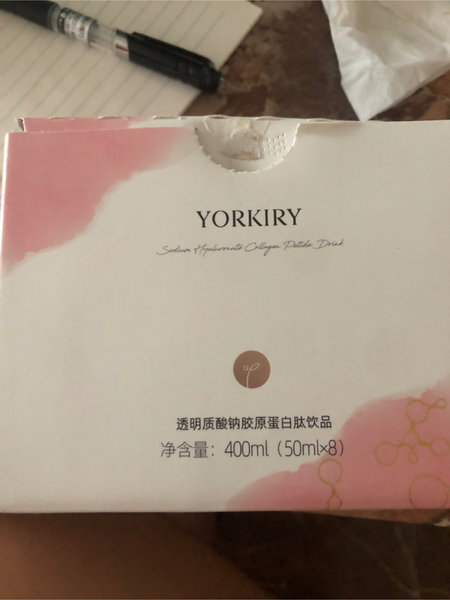 YORKIRY
Sodium Hyaluronate Collagen Petide Drink
透明质酸钠胶原蛋白肽饮品
净含量：400ml（50ml×8）